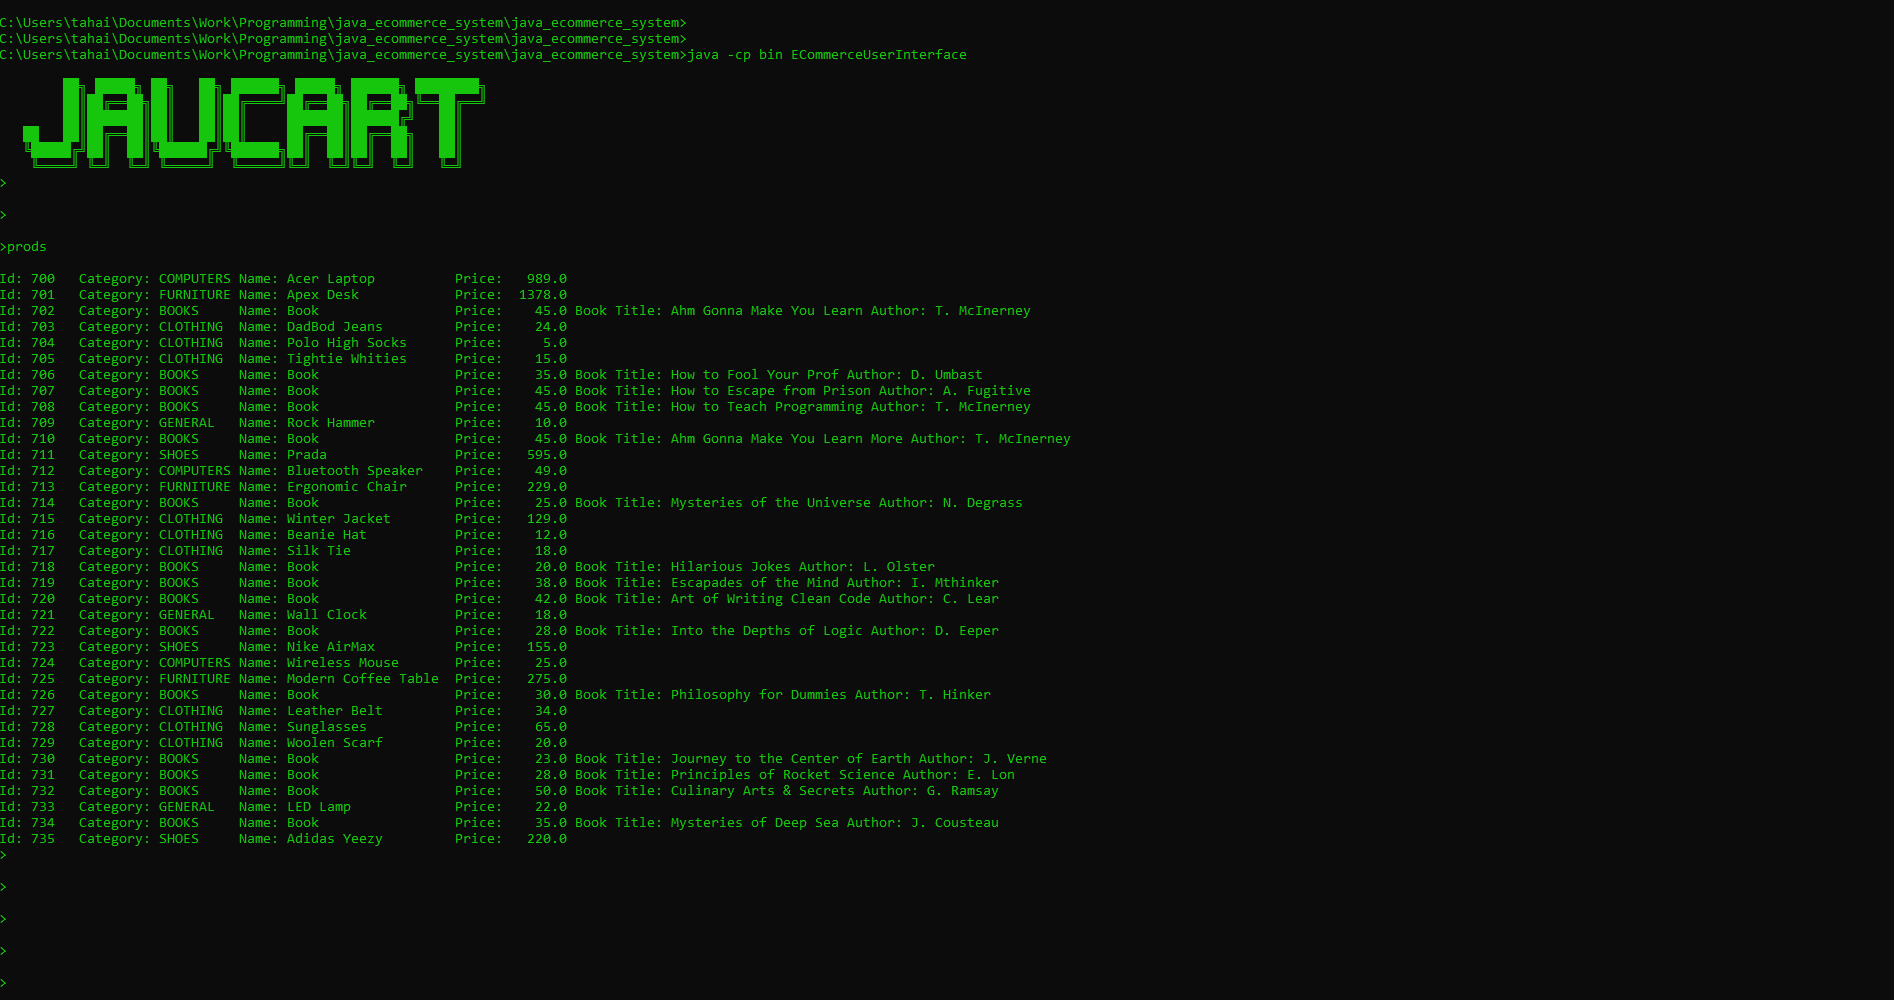 C:\Users\tahai\Documents\Work\Programming\java_ecommerce_system\java_ecommerce_system>
C:\Users\tahai\Documents\Work\Programming\java_ecommerce_system\java_ecommerce_system>
C:\Users\tahai\Documents\Work\Programming\java_ecommerce_system\java_ecommerce_system>java -cp bin ECommerceUserInterface
JAVCART
>
>
>prods
Id: 700   Category: COMPUTERS Name: Acer Laptop          Price:   989.0
Id: 701   Category: FURNITURE Name: Apex Desk            Price:  1378.0
Id: 702   Category: BOOKS     Name: Book                 Price:    45.0 Book Title: Ahm Gonna Make You Learn Author: T. McInerney
Id: 703   Category: CLOTHING  Name: DadBod Jeans         Price:    24.0
Id: 704   Category: CLOTHING  Name: Polo High Socks      Price:     5.0
Id: 705   Category: CLOTHING  Name: Tightie Whities      Price:    15.0
Id: 706   Category: BOOKS     Name: Book                 Price:    35.0 Book Title: How to Fool Your Prof Author: D. Umbast
Id: 707   Category: BOOKS     Name: Book                 Price:    45.0 Book Title: How to Escape from Prison Author: A. Fugitive
Id: 708   Category: BOOKS     Name: Book                 Price:    45.0 Book Title: How to Teach Programming Author: T. McInerney
Id: 709   Category: GENERAL   Name: Rock Hammer          Price:    10.0
Id: 710   Category: BOOKS     Name: Book                 Price:    45.0 Book Title: Ahm Gonna Make You Learn More Author: T. McInerney
Id: 711   Category: SHOES     Name: Prada                Price:   595.0
Id: 712   Category: COMPUTERS Name: Bluetooth Speaker    Price:    49.0
Id: 713   Category: FURNITURE Name: Ergonomic Chair      Price:   229.0
Id: 714   Category: BOOKS     Name: Book                 Price:    25.0 Book Title: Mysteries of the Universe Author: N. Degrass
Id: 715   Category: CLOTHING  Name: Winter Jacket        Price:   129.0
Id: 716   Category: CLOTHING  Name: Beanie Hat           Price:    12.0
Id: 717   Category: CLOTHING  Name: Silk Tie             Price:    18.0
Id: 718   Category: BOOKS     Name: Book                 Price:    20.0 Book Title: Hilarious Jokes Author: L. Olster
Id: 719   Category: BOOKS     Name: Book                 Price:    38.0 Book Title: Escapades of the Mind Author: I. Mthinker
Id: 720   Category: BOOKS     Name: Book                 Price:    42.0 Book Title: Art of Writing Clean Code Author: C. Lear
Id: 721   Category: GENERAL   Name: Wall Clock           Price:    18.0
Id: 722   Category: BOOKS     Name: Book                 Price:    28.0 Book Title: Into the Depths of Logic Author: D. Eeper
Id: 723   Category: SHOES     Name: Nike AirMax          Price:   155.0
Id: 724   Category: COMPUTERS Name: Wireless Mouse       Price:    25.0
Id: 725   Category: FURNITURE Name: Modern Coffee Table  Price:   275.0
Id: 726   Category: BOOKS     Name: Book                 Price:    30.0 Book Title: Philosophy for Dummies Author: T. Hinker
Id: 727   Category: CLOTHING  Name: Leather Belt         Price:    34.0
Id: 728   Category: CLOTHING  Name: Sunglasses           Price:    65.0
Id: 729   Category: CLOTHING  Name: Woolen Scarf         Price:    20.0
Id: 730   Category: BOOKS     Name: Book                 Price:    23.0 Book Title: Journey to the Center of Earth Author: J. Verne
Id: 731   Category: BOOKS     Name: Book                 Price:    28.0 Book Title: Principles of Rocket Science Author: E. Lon
Id: 732   Category: BOOKS     Name: Book                 Price:    50.0 Book Title: Culinary Arts & Secrets Author: G. Ramsay
Id: 733   Category: GENERAL   Name: LED Lamp             Price:    22.0
Id: 734   Category: BOOKS     Name: Book                 Price:    35.0 Book Title: Mysteries of Deep Sea Author: J. Cousteau
Id: 735   Category: SHOES     Name: Adidas Yeezy         Price:   220.0
>
>
>
>
>